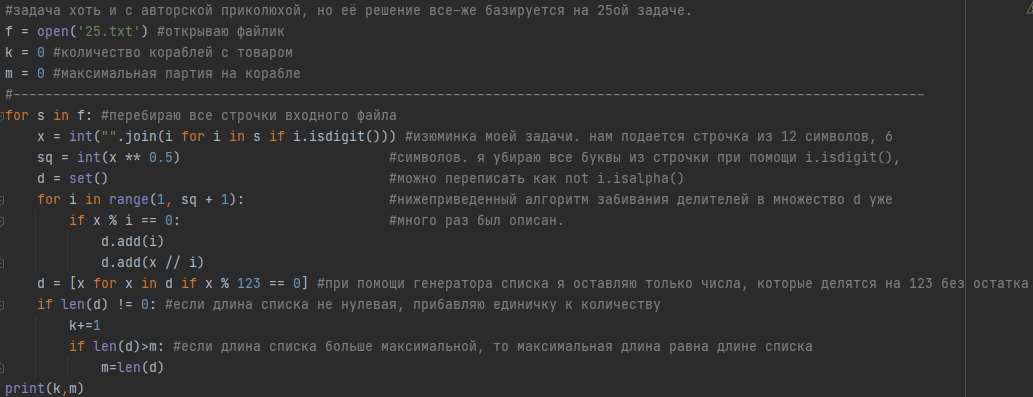 #задача хоть и с авторской приколюхой, но её решение все-же базируется на 25ой задаче.
f = open('25.txt') #открываю файлик
k = 0 #количество кораблей с товаром
m = 0 #максимальная партия на корабле
#------------------------------------------------------------------------------------------------------------------
for s in f: #перебираю все строчки входного файла
    x = int("".join(i for i in s if i.isdigit())) #изюминка моей задачи. нам подается строчка из 12 символов, 6
    sq = int(x ** 0.5)                          #символов. я убираю все буквы из строчки при помощи i.isdigit(),
    d = set()                                   #можно переписать как not i.isalpha()
    for i in range(1, sq + 1):                  #нижеприведенный алгоритм забивания делителей в множество d уже
        if x % i == 0:                          #много раз был описан.
            d.add(i)
            d.add(x // i)
    d = [x for x in d if x % 123 == 0] #при помощи генератора списка я оставляю только числа, которые делятся на 123 без остатка
    if len(d) != 0: #если длина списка не нулевая, прибавляю единичку к количеству
        k+=1
        if len(d)>m: #если длина списка больше максимальной, то максимальная длина равна длине списка
            m=len(d)
print(k,m)